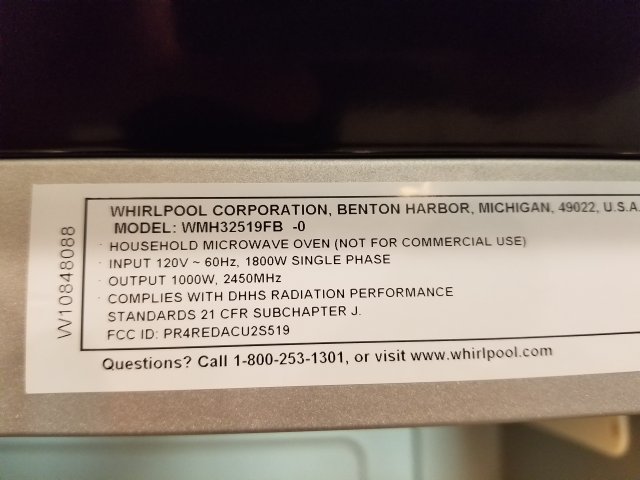 WHIRLPOOL CORPORATION, BENTON HARBOR, MICHIGAN, 49022, U.S.A.
MODEL: WMH32519FB -0
· HOUSEHOLD MICROWAVE OVEN (NOT FOR COMMERCIAL USE)
· INPUT 120V ~ 60Hz, 1800W SINGLE PHASE
· OUTPUT 1000W, 2450MHz
· COMPLIES WITH DHHS RADIATION PERFORMANCE
STANDARDS 21 CFR SUBCHAPTER J.
FCC ID: PR4REDACU2S519
Questions? Call 1-800-253-1301, or visit www.whirlpool.com
W10848088